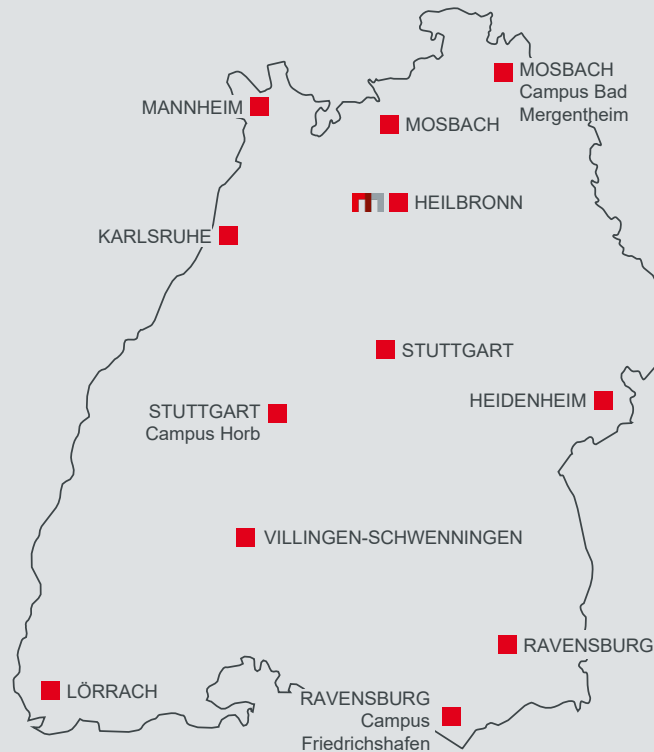 MOSBACH
Campus Bad
Mergentheim
MANNHEIM
MOSBACH
HEILBRONN
KARLSRUHE
STUTTGART
HEIDENHEIM
STUTTGART
Campus Horb
VILLINGEN-SCHWENNINGEN
RAVENSBURG
LÖRRACH
RAVENSBURG
Campus
Friedrichshafen